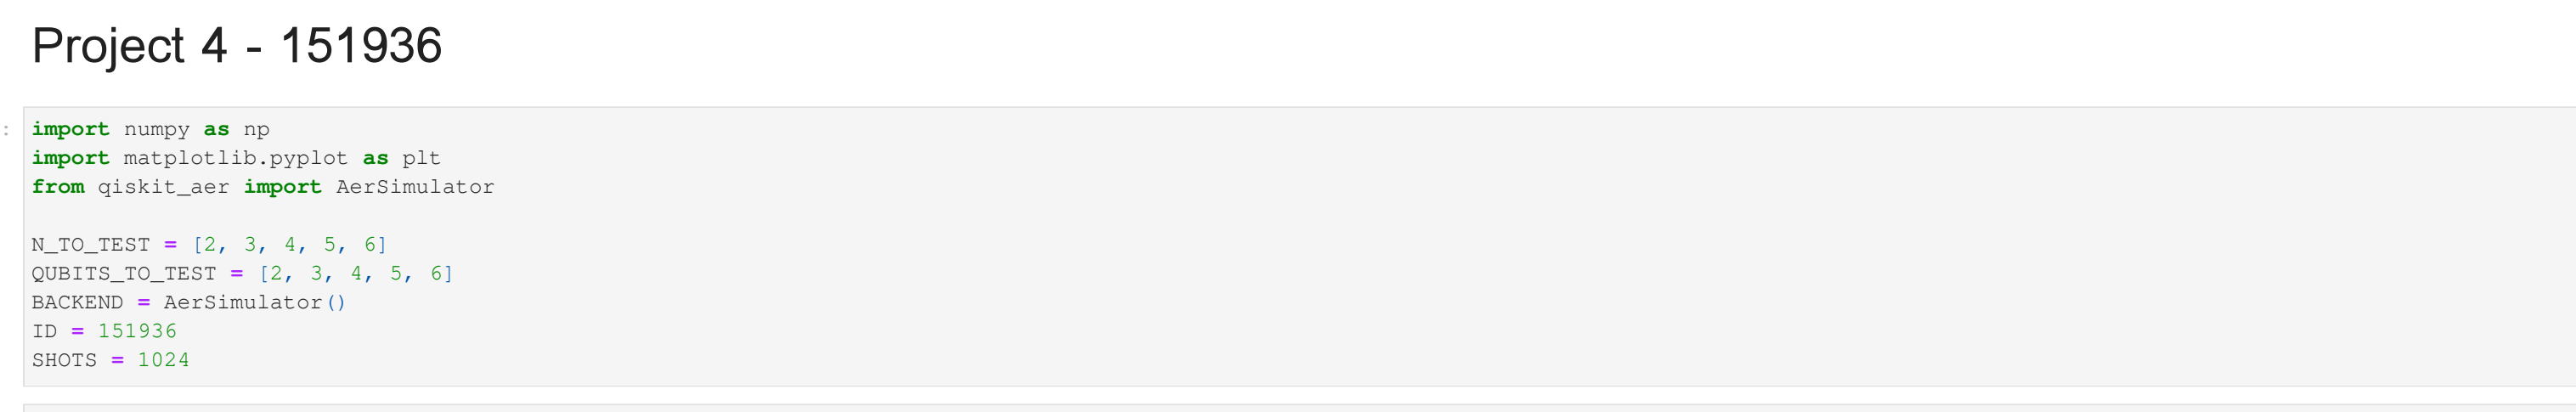 Project 4 - 151936
:
import numpy as np
import matplotlib.pyplot as plt
from qiskit_aer import AerSimulator
N_TO_TEST = [2, 3, 4, 5, 6]
QUBITS_TO_TEST = [2, 3, 4, 5, 6]
BACKEND = AerSimulator()
ID = 151936
SHOTS = 1024